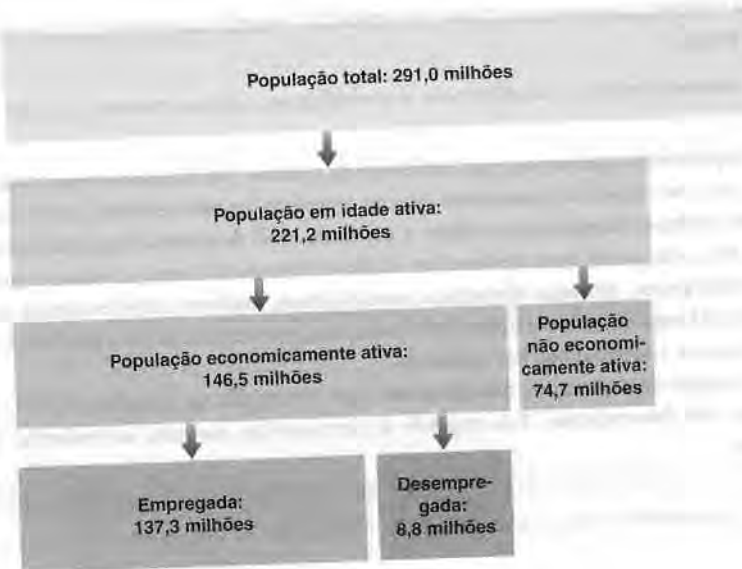 População total: 291,0 milhões
População em idade ativa:
221,2 milhões
População economicamente ativa:
146,5 milhões
População
não economi-
camente ativa:
74,7 milhões
Empregada:
137,3 milhões
Desempre-
gada:
8,8 milhões